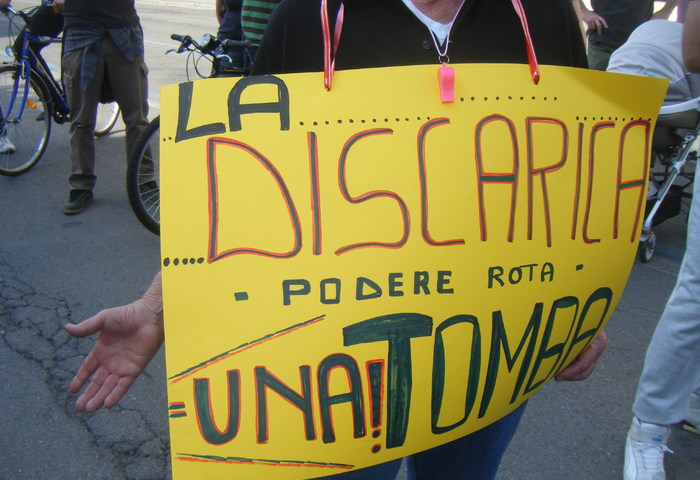 LA
DISCARICA
- PODERE ROTA -
= UNA! TOMBA